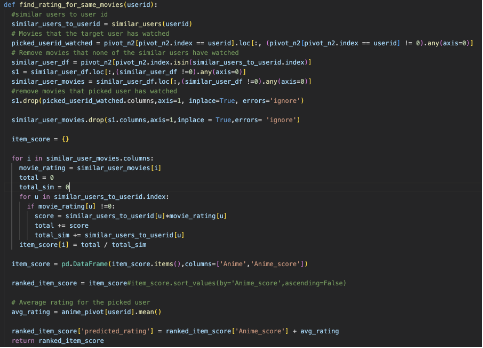 def find_rating_for_same_movies(userid):
#similar users to user id
similar_users_to_userid = similar_users(userid)
# Movies that the target user has watched
picked_userid_watched = pivot_n2[pivot_n2.index == userid].loc[:, (pivot_n2[pivot_n2.index == userid] != 0).any(axis=0)]
# Remove movies that none of the similar users have watched
similar_user_df = pivot_n2[pivot_n2.index.isin(similar_users_to_userid.index)]
s1 = similar_user_df.loc[:,(similar_user_df !=0).any(axis=0)]
similar_user_movies = similar_user_df.loc[:,(similar_user_df !=0).any(axis=0)]
#remove movies that picked user has watched
s1.drop(picked_userid_watched.columns,axis=1, inplace=True, errors='ignore')
similar_user_movies.drop(s1.columns,axis=1,inplace = True,errors= 'ignore')
item_score = {}
for i in similar_user_movies.columns:
movie_rating = similar_user_movies[i]
total = 0
total_sim = 0
for u in similar_users_to_userid.index:
if movie_rating[u] !=0:
score = similar_users_to_userid[u]*movie_rating[u]
total += score
total_sim += similar_users_to_userid[u]
item_score[i] = total / total_sim
item_score = pd.DataFrame(item_score.items(),columns=['Anime','Anime_score'])
ranked_item_score = item_score#item_score.sort_values(by='Anime_score',ascending=False)
# Average rating for the picked user
avg_rating = anime_pivot[userid].mean()
ranked_item_score['predicted_rating'] = ranked_item_score['Anime_score'] + avg_rating
return ranked_item_score